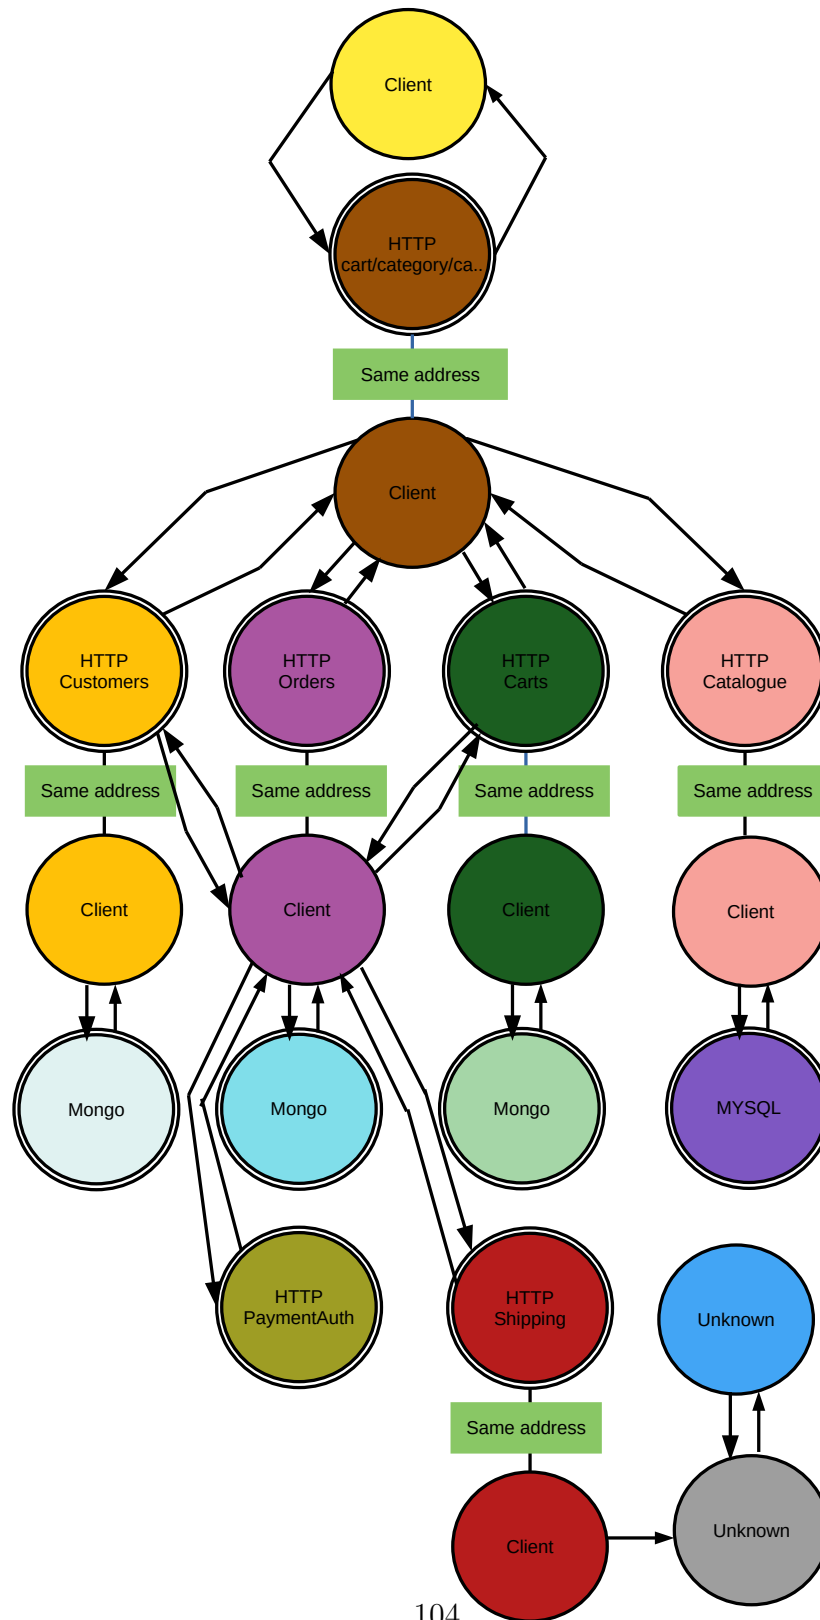 Client
HTTP
cart/category/ca..
Same address
Client
HTTP
Customers
HTTP
Orders
HTTP
Carts
HTTP
Catalogue
Same address
Same address
Same address
Same address
Client
Client
Client
Client
Mongo
Mongo
Mongo
MYSQL
HTTP
PaymentAuth
HTTP
Shipping
Unknown
Same address
Client
Unknown
104